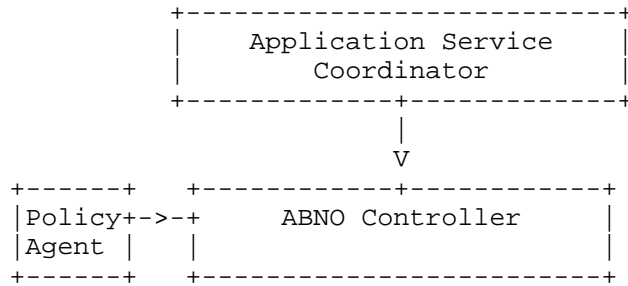 Application Service
Coordinator
V
Policy ABNO Controller
Agent